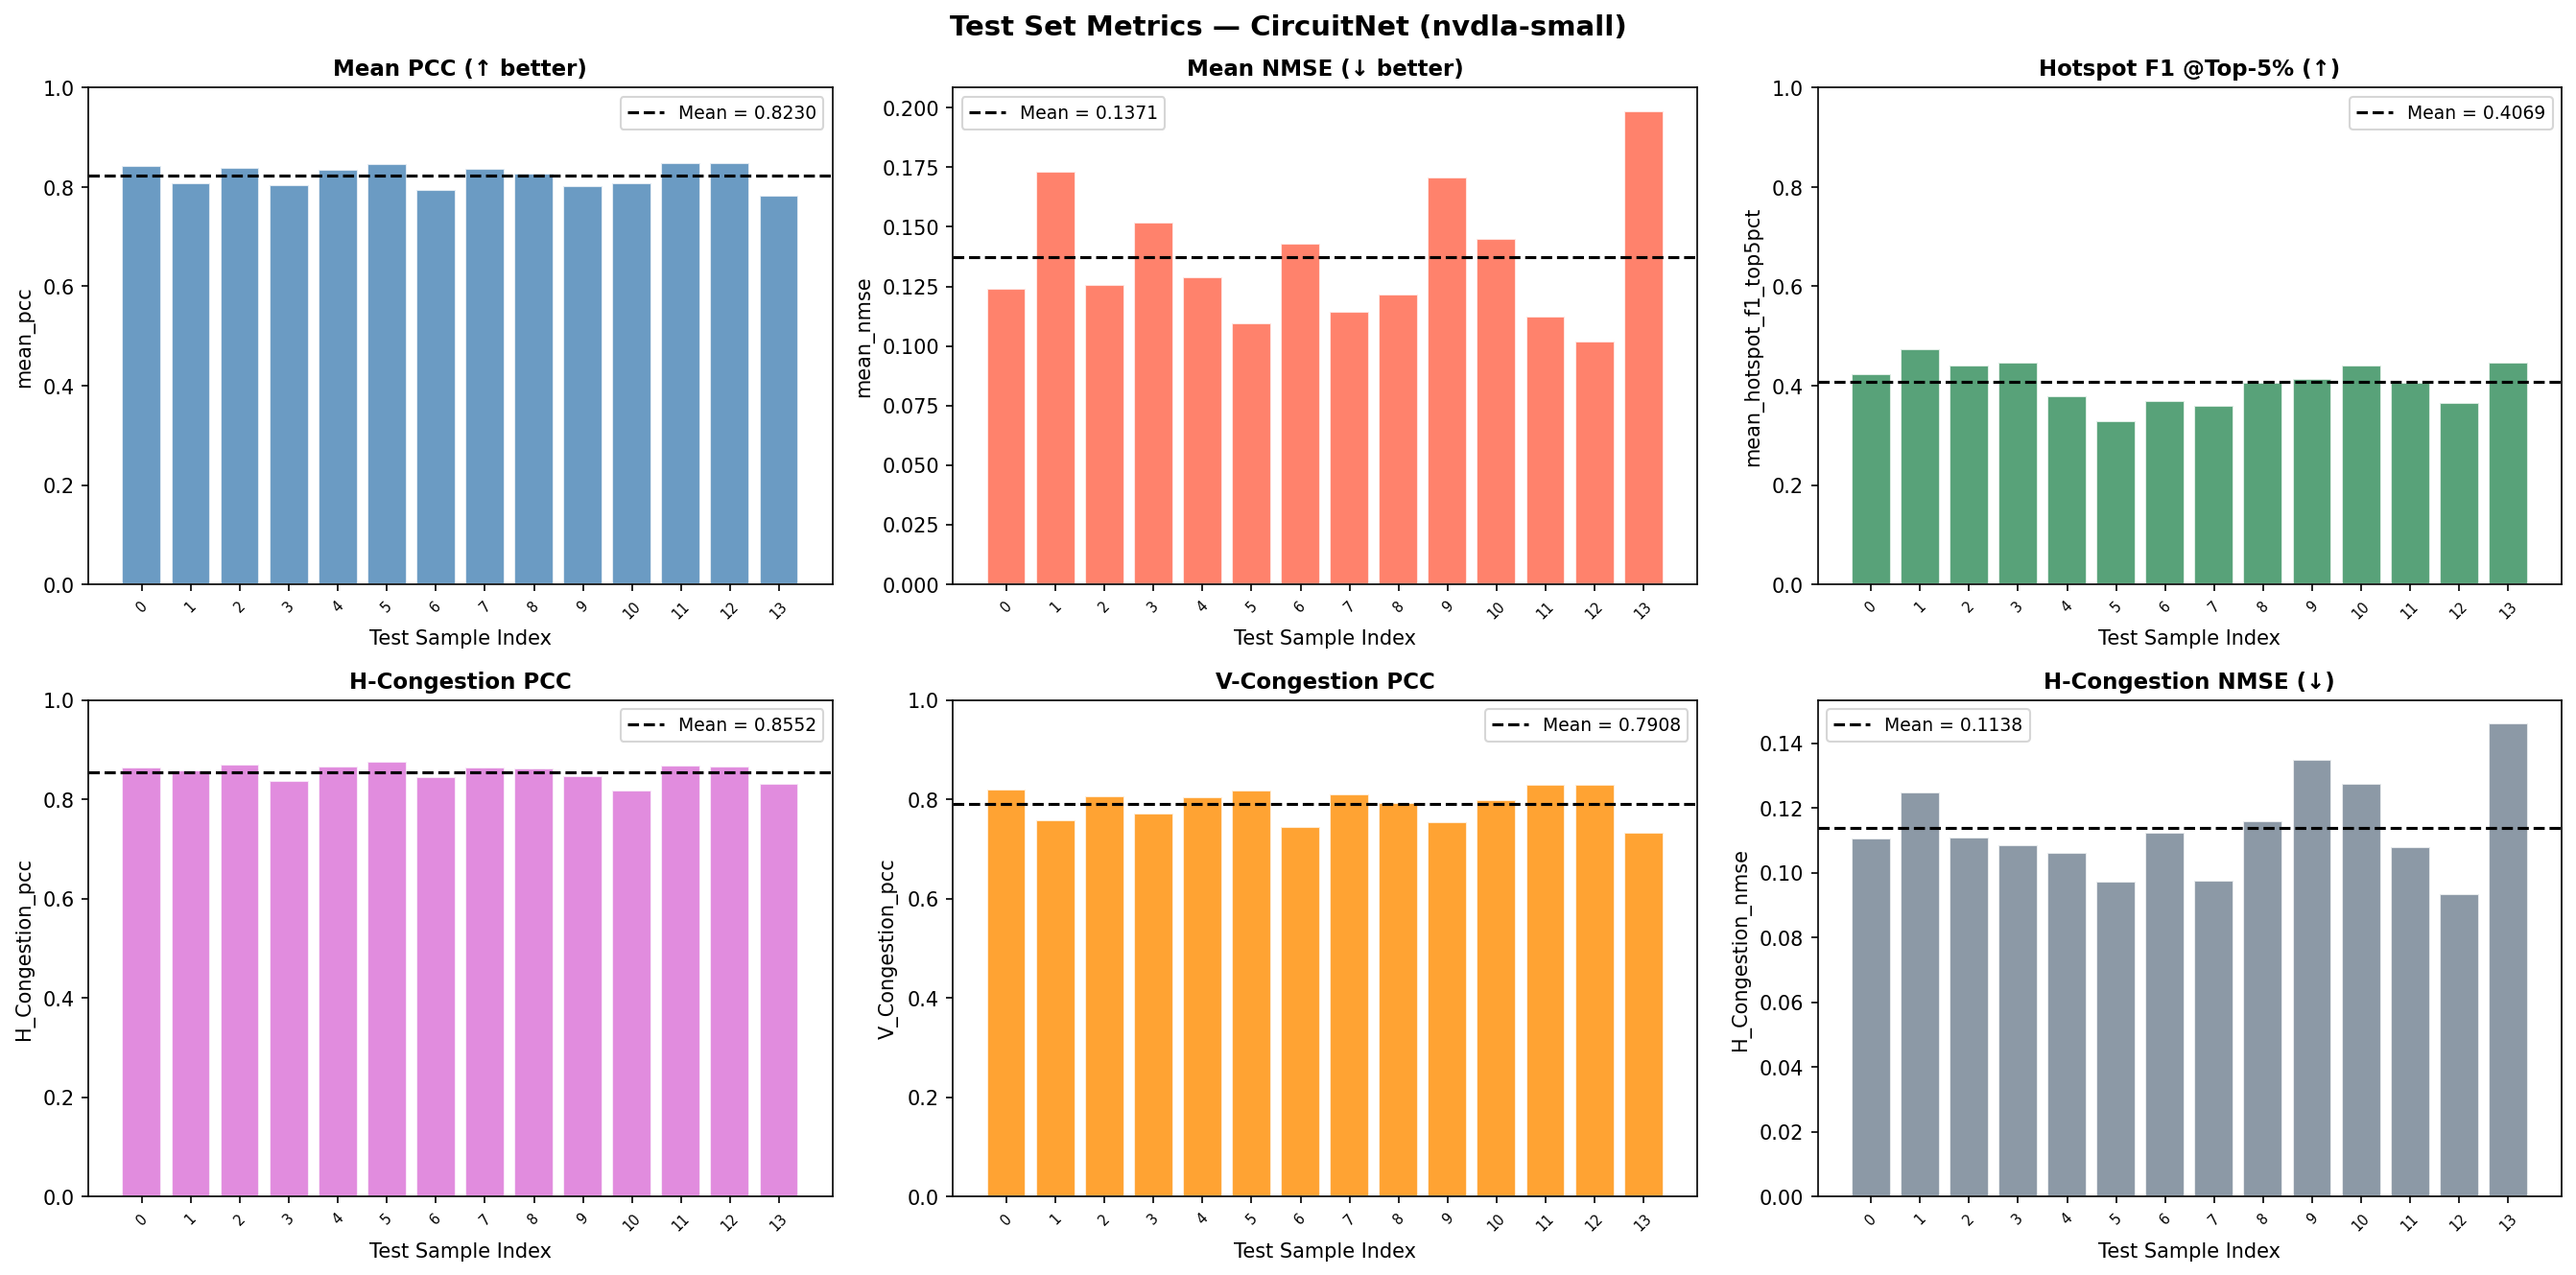 Test Set Metrics — CircuitNet (nvdla-small)
Mean PCC (↑ better)
mean_pcc
1.0
0.8
0.6
0.4
0.2
0.0
Mean = 0.8230
0 1 2 3 4 5 6 7 8 9 10 11 12 13
Test Sample Index
Mean NMSE (↓ better)
mean_nmse
0.200
0.175
0.150
0.125
0.100
0.075
0.050
0.025
0.000
Mean = 0.1371
0 1 2 3 4 5 6 7 8 9 10 11 12 13
Test Sample Index
Hotspot F1 @Top-5% (↑)
mean_hotspot_f1_top5pct
1.0
0.8
0.6
0.4
0.2
0.0
Mean = 0.4069
0 1 2 3 4 5 6 7 8 9 10 11 12 13
Test Sample Index
H-Congestion PCC
H_Congestion_pcc
1.0
0.8
0.6
0.4
0.2
0.0
Mean = 0.8552
0 1 2 3 4 5 6 7 8 9 10 11 12 13
Test Sample Index
V-Congestion PCC
V_Congestion_pcc
1.0
0.8
0.6
0.4
0.2
0.0
Mean = 0.7908
0 1 2 3 4 5 6 7 8 9 10 11 12 13
Test Sample Index
H-Congestion NMSE (↓)
H_Congestion_nmse
0.14
0.12
0.10
0.08
0.06
0.04
0.02
0.00
Mean = 0.1138
0 1 2 3 4 5 6 7 8 9 10 11 12 13
Test Sample Index